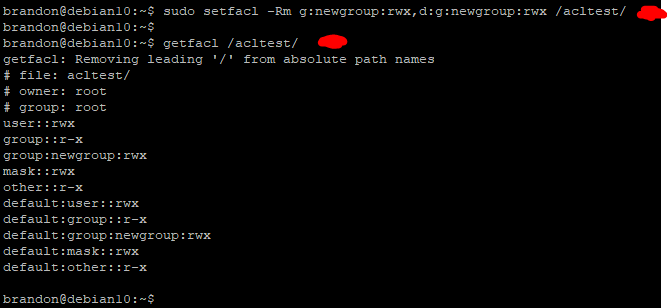 brandon@debian10:~$ sudo setfacl -Rm g:newgroup:rwx,d:g:newgroup:rwx /acltest/
brandon@debian10:~$
brandon@debian10:~$ getfacl /acltest/
getfacl: Removing leading '/' from absolute path names
# file: acltest/
# owner: root
# group: root
user::rwx
group::r-x
group:newgroup:rwx
mask::rwx
other::r-x
default:user::rwx
default:group::r-x
default:group:newgroup:rwx
default:mask::rwx
default:other::r-x
brandon@debian10:~$